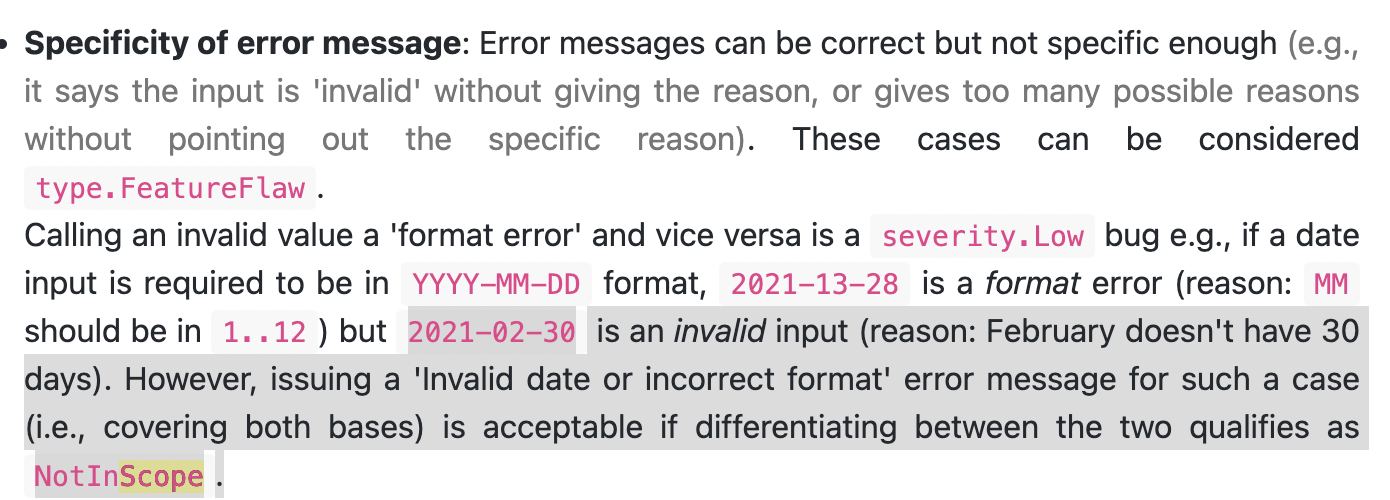 • Specificity of error message: Error messages can be correct but not specific enough (e.g.,
it says the input is 'invalid' without giving the reason, or gives too many possible reasons
without pointing out the specific reason). These cases can be considered
type.FeatureFlaw .
Calling an invalid value a 'format error' and vice versa is a severity.Low bug e.g., if a date
input is required to be in YYYY-MM-DD format, 2021-13-28 is a format error (reason: MM
should be in 1..12 ) but 2021-02-30 is an invalid input (reason: February doesn't have 30
days). However, issuing a 'Invalid date or incorrect format' error message for such a case
(i.e., covering both bases) is acceptable if differentiating between the two qualifies as
NotInScope .